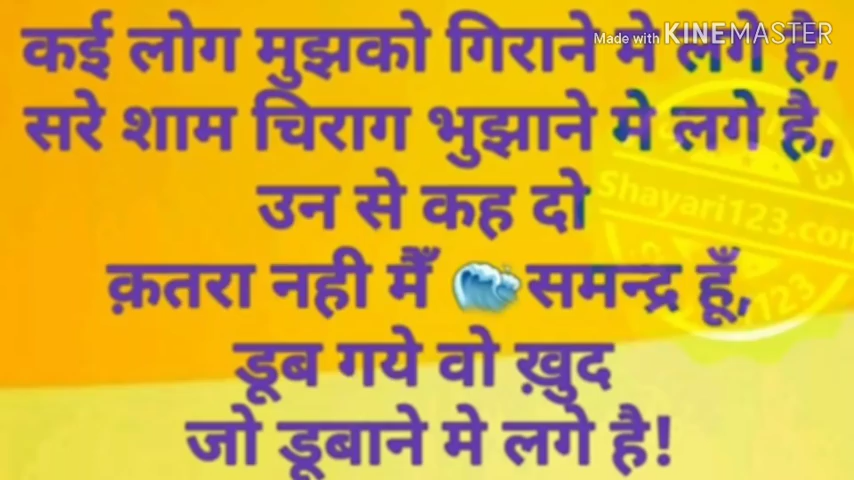 Made with KINEMASTER
कई लोग मुझको गिराने मे लगे है,
सरे शाम चिराग भुझाने मे लगे है,
उन से कह दो
क़तरा नही मैँ 🌊समन्द्र हूँ,
डूब गये वो ख़ुद
जो डूबाने मे लगे है!
Shayari123.com